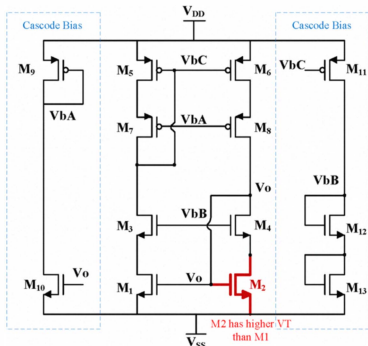 Cascode Bias
V_DD
Cascode Bias
M_9
M_5
VbC
M_6
VbC
M_11
VbA
M_7
VbA
M_8
Vo
VbB
M_3
VbB
M_4
M_12
M_10
Vo
M_1
Vo
M_2
M_13
V_SS
M2 has higher VT
than M1